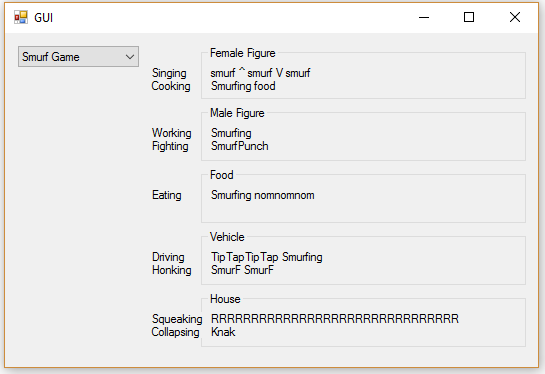 GUI
Smurf Game
Female Figure
Singing smurf ^ smurf V smurf
Cooking Smurfing food
Male Figure
Working Smurfing
Fighting SmurfPunch
Food
Eating Smurfing nomnomnom
Vehicle
Driving TipTapTipTap Smurfing
Honking SmurF SmurF
House
Squeaking RRRRRRRRRRRRRRRRRRRRRRRRRRRRRRR
Collapsing Knak